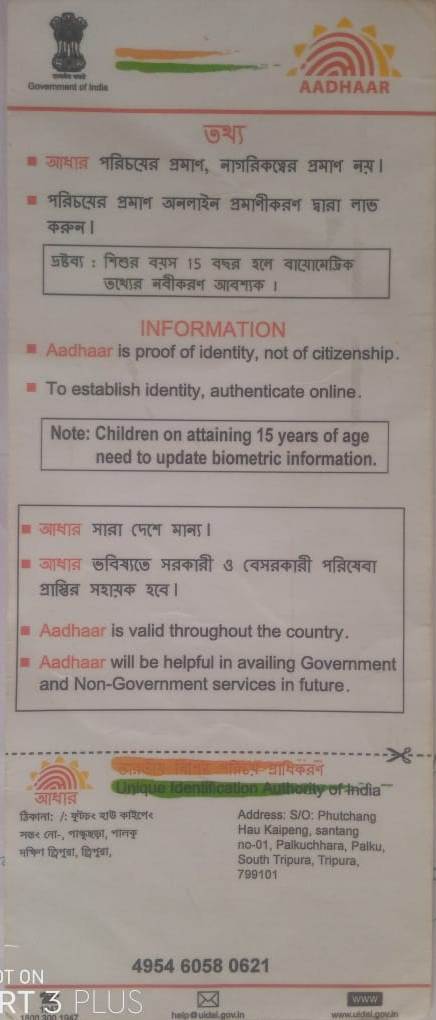 Government of India
AADHAAR
তথ্য
আধার পরিচয়ের প্রমাণ, নাগরিকত্বের প্রমাণ নয়।
পরিচয়ের প্রমাণ অনলাইন প্রমাণীকরণ দ্বারা লাভ
করুন।
দ্রষ্টব্য : শিশুর বয়স 15 বছর হলে বায়োমেট্রিক
তথ্যের নবীকরণ আবশ্যক ।
INFORMATION
Aadhaar is proof of identity, not of citizenship.
To establish identity, authenticate online.
Note: Children on attaining 15 years of age
need to update biometric information.
আধার সারা দেশে মান্য।
আধার ভবিষ্যতে সরকারী ও বেসরকারী পরিষেবা
প্রাপ্তির সহায়ক হবে।
Aadhaar is valid throughout the country.
Aadhaar will be helpful in availing Government
and Non-Government services in future.
Unique Identification Authority of India
আধার
ঠিকানা: /: ফুটচং হাউ কাইপেং
সন্তং নো-, পাল্কুছড়া, পালকু
দক্ষিণ ত্রিপুরা, ত্রিপুরা,
Address: S/O: Phutchang
Hau Kaipeng, santang
no-01, Palkuchhara, Palku,
South Tripura, Tripura,
799101
4954 6058 0621
OT ON
RT 3 PLUS
1800 300 1947
help@uidai.gov.in
WWW
www.uidai.gov.in